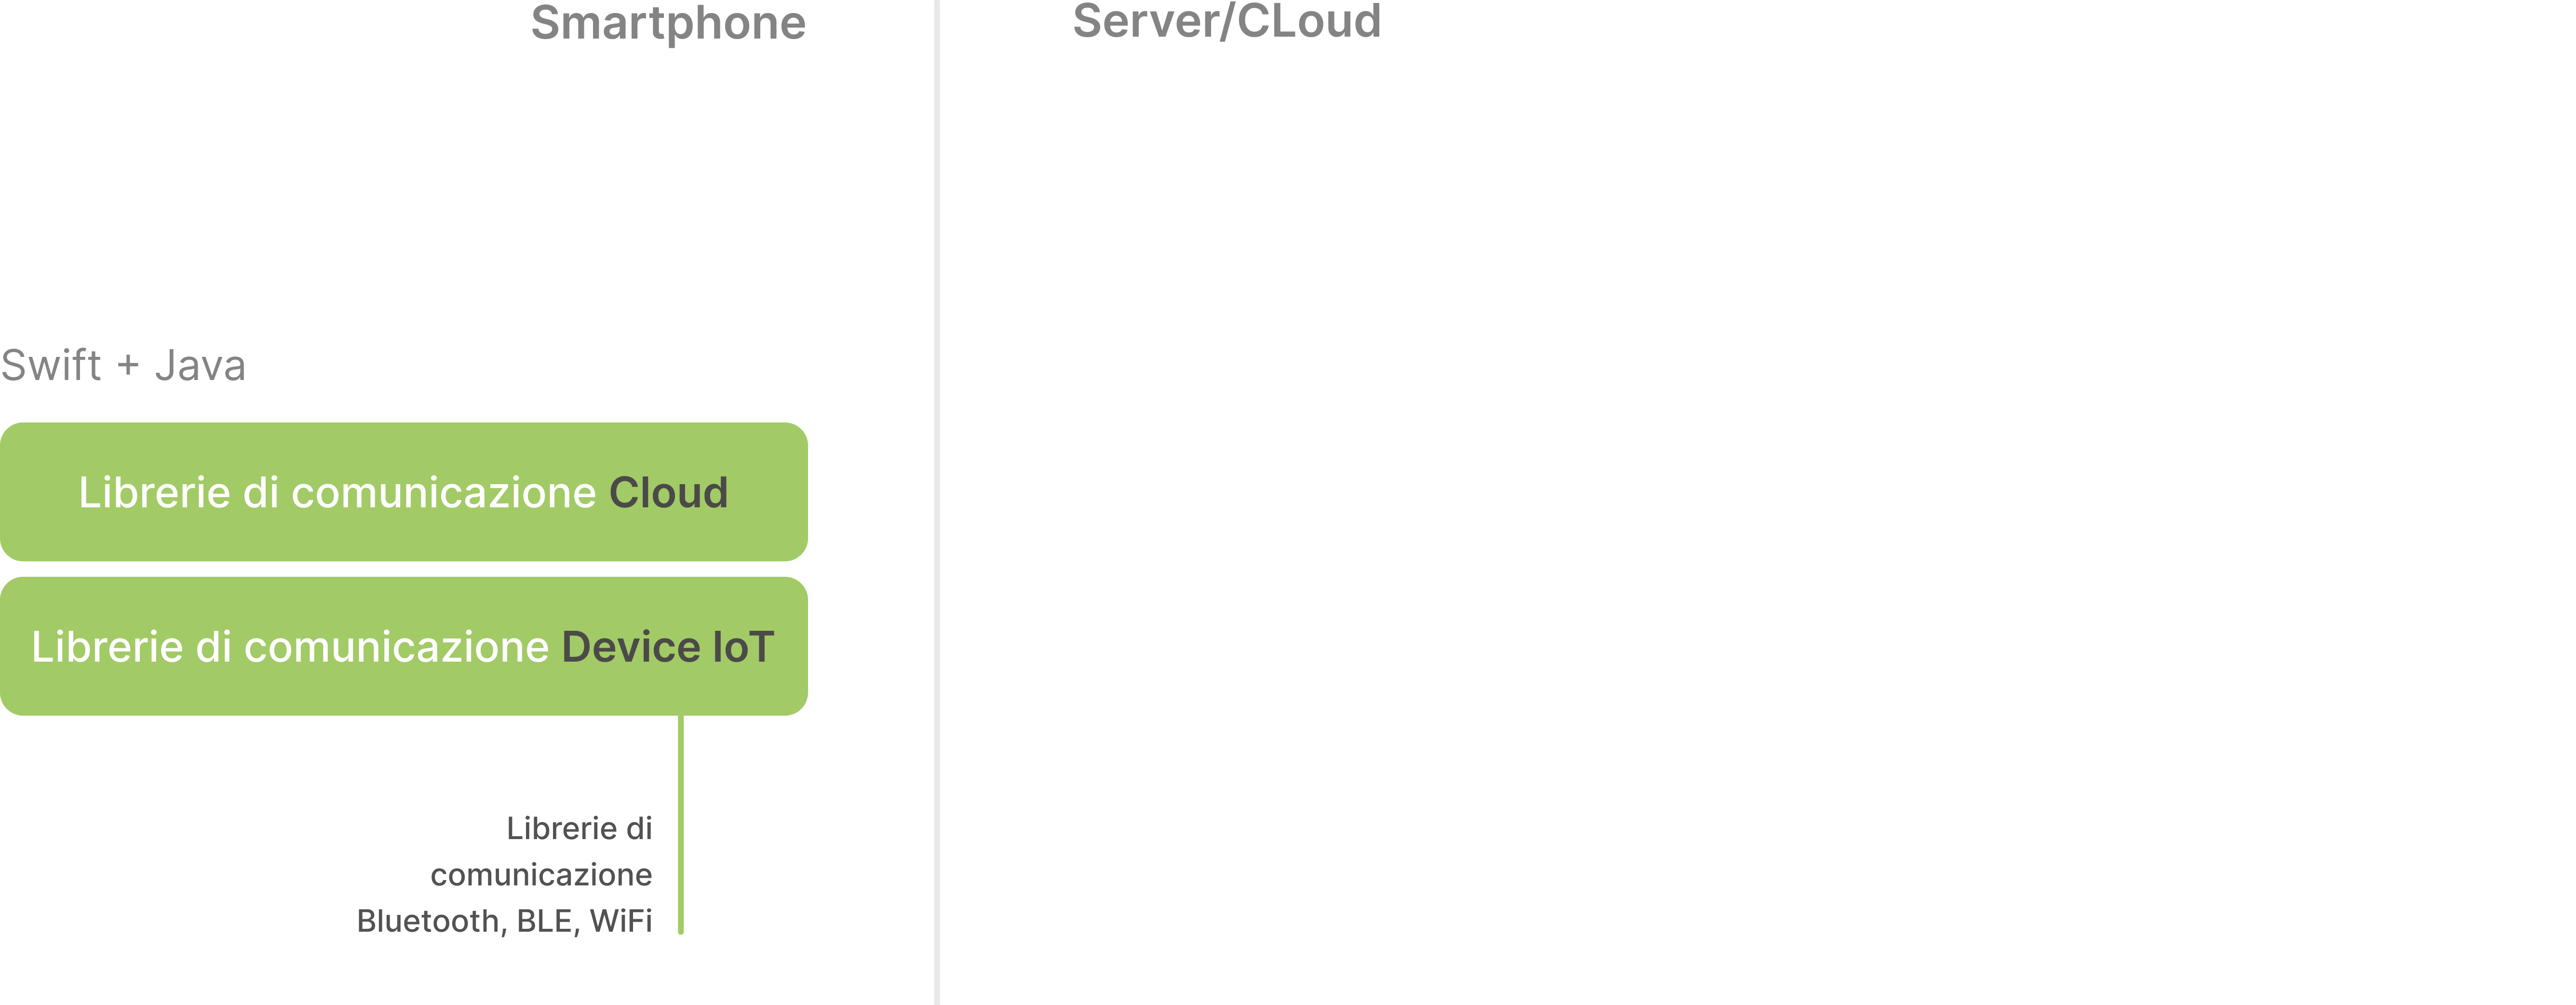 Smartphone
Server/CLoud
Swift + Java
Librerie di comunicazione Cloud
Librerie di comunicazione Device IoT
Librerie di
comunicazione
Bluetooth, BLE, WiFi